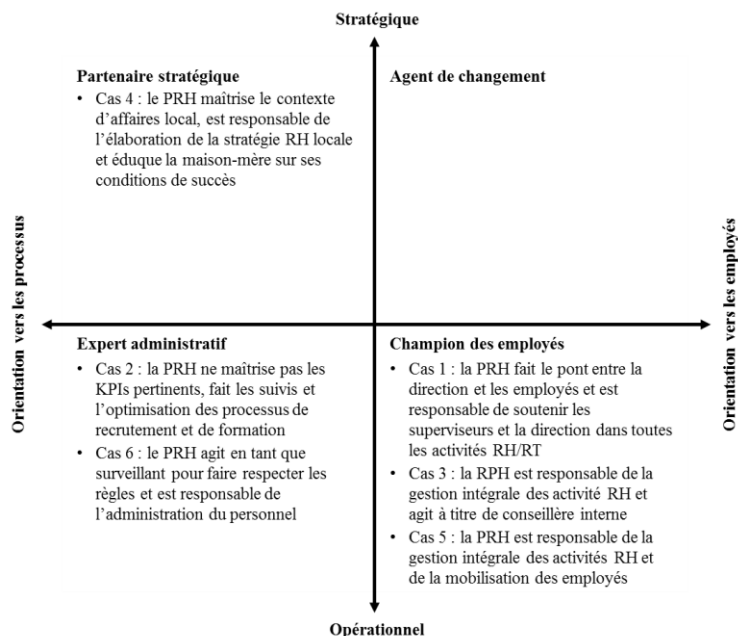 Stratégique
Partenaire stratégique
• Cas 4 : le PRH maîtrise le contexte
d’affaires local, est responsable de
l’élaboration de la stratégie RH locale
et éduque la maison-mère sur ses
conditions de succès
Agent de changement
Orientation vers les processus
Orientation vers les employés
Expert administratif
• Cas 2 : la PRH ne maîtrise pas les
KPIs pertinents, fait les suivis et
l’optimisation des processus de
recrutement et de formation
• Cas 6 : le PRH agit en tant que
surveillant pour faire respecter les
règles et est responsable de
l’administration du personnel
Champion des employés
• Cas 1 : la PRH fait le pont entre la
direction et les employés et est
responsable de soutenir les
superviseurs et la direction dans toutes
les activités RH/RT
• Cas 3 : la RPH est responsable de la
gestion intégrale des activité RH et
agit à titre de conseillère interne
• Cas 5 : la PRH est responsable de la
gestion intégrale des activités RH et
de la mobilisation des employés
Opérationnel